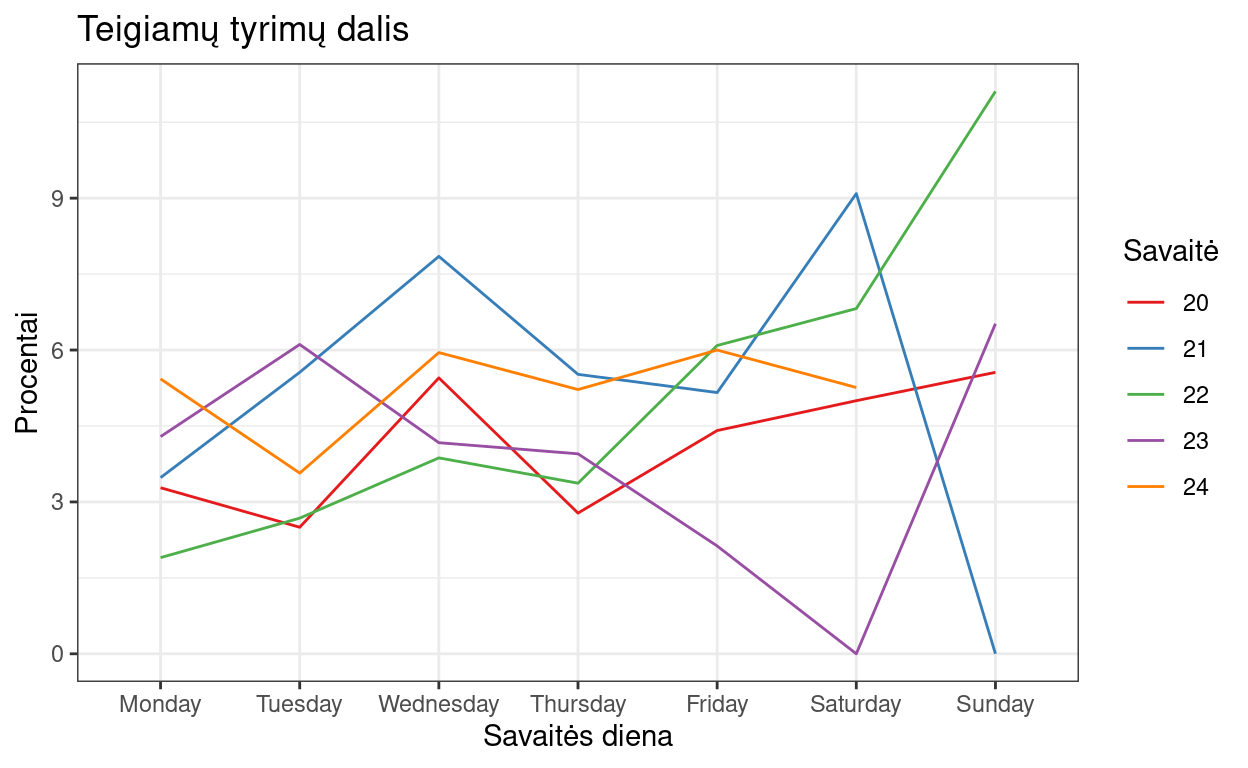 Teigiamų tyrimų dalis
Procentai
9
6
3
0
Monday
Tuesday
Wednesday
Thursday
Friday
Saturday
Sunday
Savaitės diena
Savaitė
20
21
22
23
24